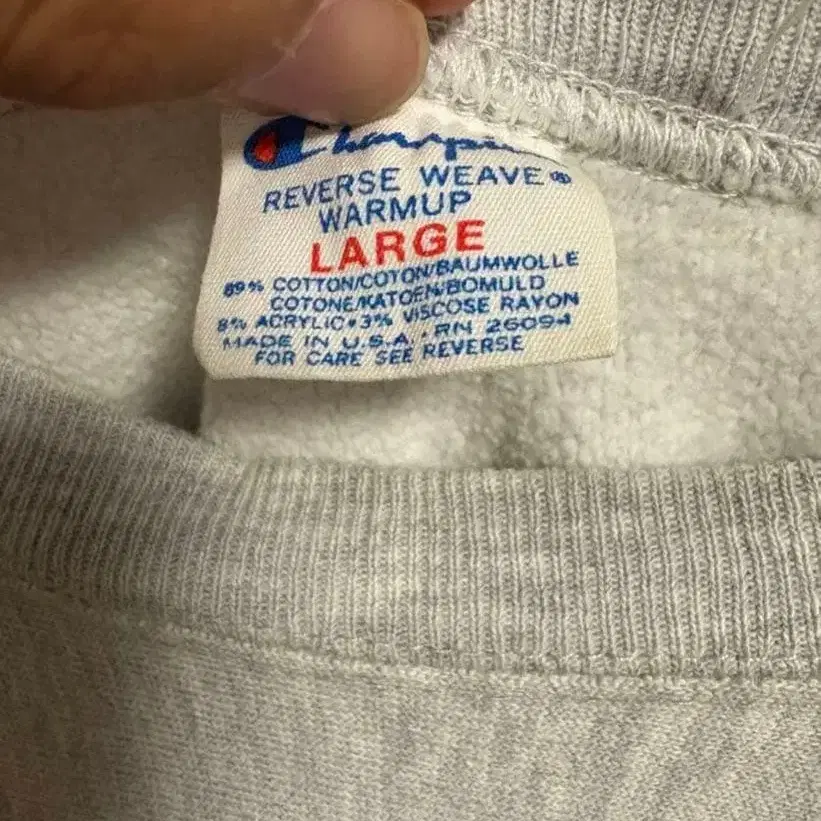 Champion
REVERSE WEAVE®
WARMUP
LARGE
89% COTTON/COTON/BAUMWOLLE
COTONE/KATOEN/BOMULD
8% ACRYLIC•3% VISCOSE RAYON
MADE IN U.S.A. . RN 26094
FOR CARE SEE REVERSE